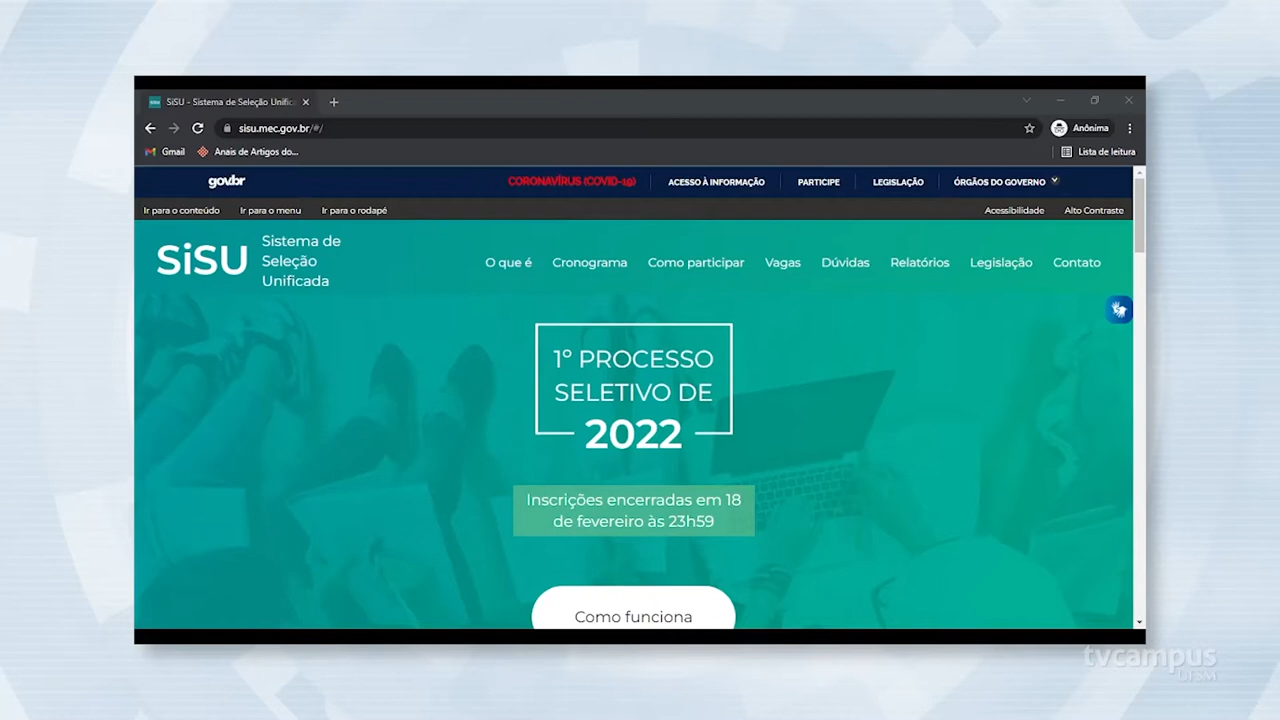 SiSU - Sistema de Seleção Unifica
sisu.mec.gov.br/#/
Anônima
Gmail
Anais de Artigos do...
Lista de leitura
gov.br
CORONAVÍRUS (COVID-19)
ACESSO À INFORMAÇÃO
PARTICIPE
LEGISLAÇÃO
ÓRGÃOS DO GOVERNO
Ir para o conteúdo
Ir para o menu
Ir para o rodapé
Acessibilidade
Alto Contraste
SiSU
Sistema de
Seleção
Unificada
O que é
Cronograma
Como participar
Vagas
Dúvidas
Relatórios
Legislação
Contato
1º PROCESSO
SELETIVO DE
2022
Inscrições encerradas em 18
de fevereiro às 23h59
Como funciona
tvcampus
UFSM